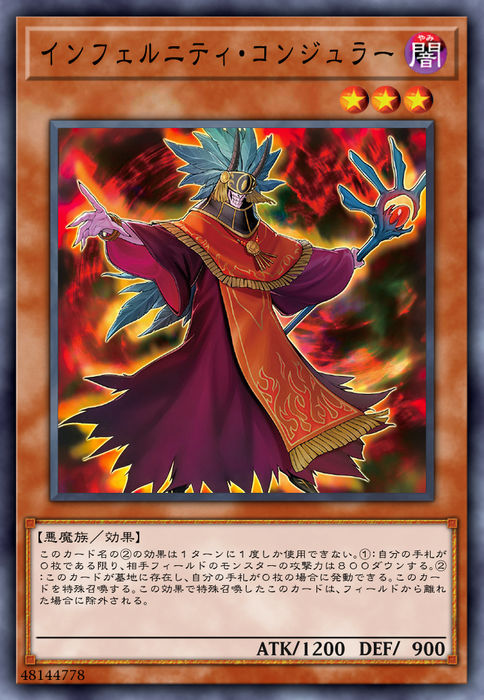 インフェルニティ・コンジュラー
やみ
闇
【悪魔族／効果】
このカード名の②の効果は１ターンに１度しか使用できない。①：自分の手札が
０枚である限り、相手フィールドのモンスターの攻撃力は８００ダウンする。②
：このカードが墓地に存在し、自分の手札が０枚の場合に発動できる。このカー
ドを特殊召喚する。この効果で特殊召喚したこのカードは、フィールドから離れ
た場合に除外される。
ATK/1200 DEF/ 900
48144778